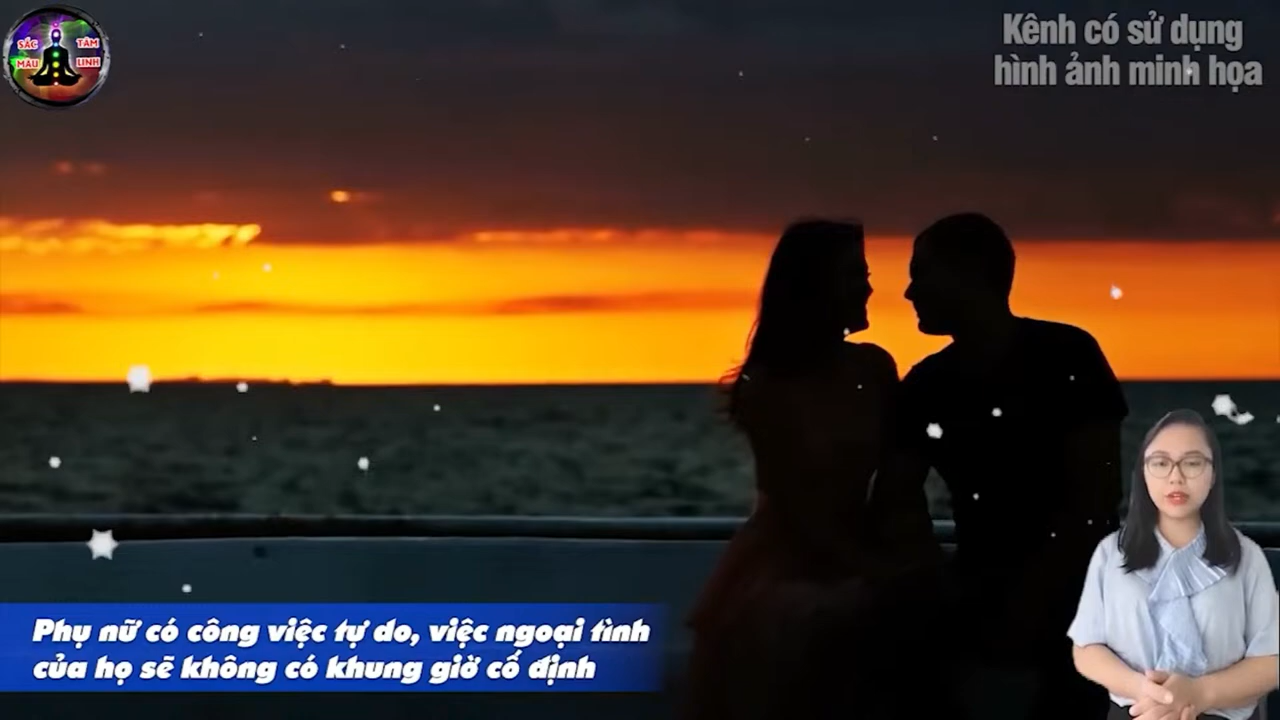 SẮC TÂM
MÀU LINH
Kênh có sử dụng
hình ảnh minh họa
Phụ nữ có công việc tự do, việc ngoại tình
của họ sẽ không có khung giờ cố định